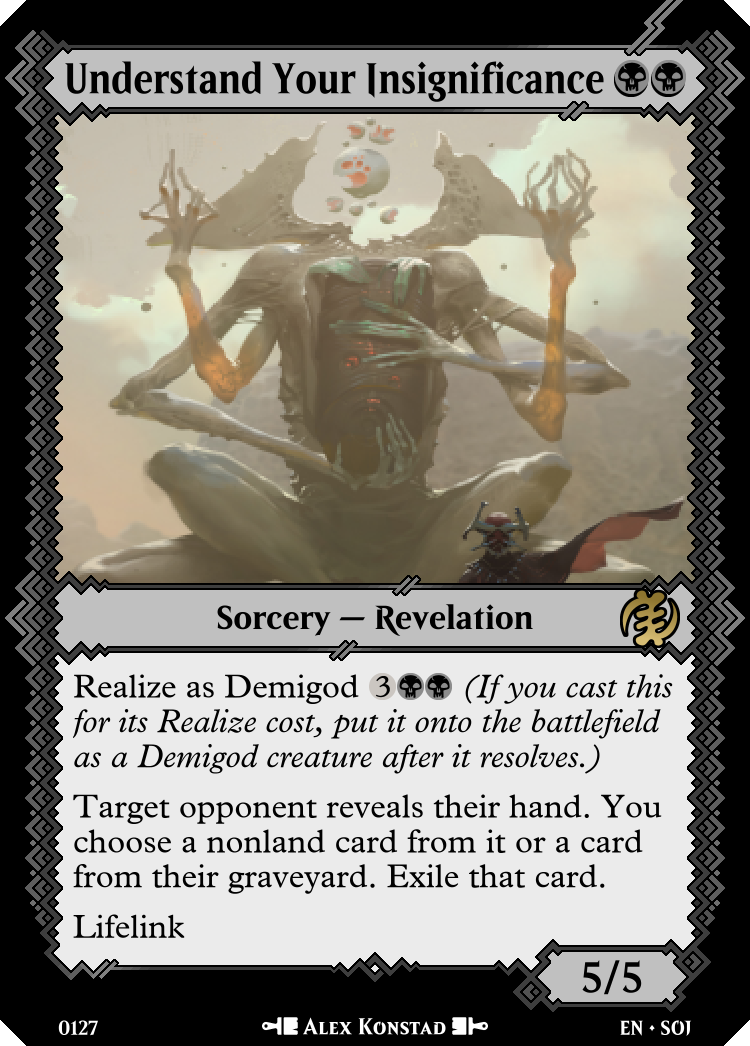 Understand Your Insignificance
Sorcery — Revelation
Realize as Demigod 3 (If you cast this
for its Realize cost, put it onto the battlefield
as a Demigod creature after it resolves.)
Target opponent reveals their hand. You
choose a nonland card from it or a card
from their graveyard. Exile that card.
Lifelink
5/5
0127
Alex Konstad
EN • SOI